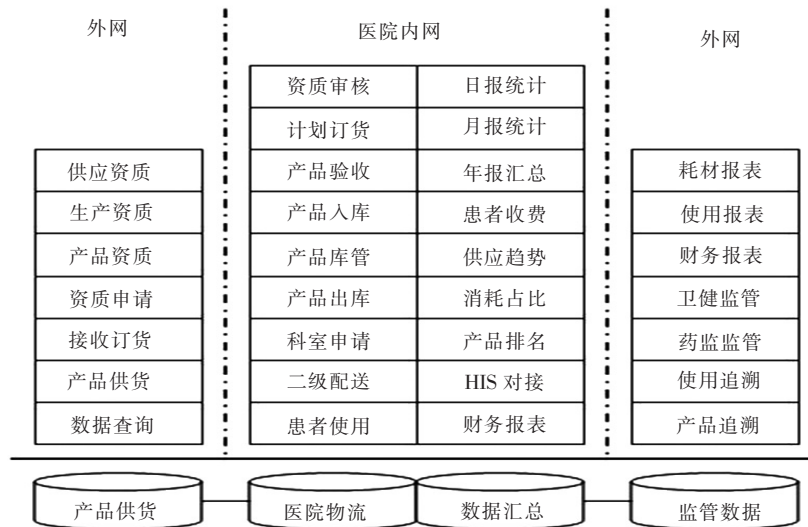 外网
医院内网
外网
供应资质
生产资质
产品资质
资质申请
接收订货
产品供货
数据查询
资质审核
计划订货
产品验收
产品入库
产品库管
产品出库
科室申请
二级配送
患者使用
日报统计
月报统计
年报汇总
患者收费
供应趋势
消耗占比
产品排名
HIS 对接
财务报表
耗材报表
使用报表
财务报表
卫健监管
药监监管
使用追溯
产品追溯
产品供货
医院物流
数据汇总
监管数据